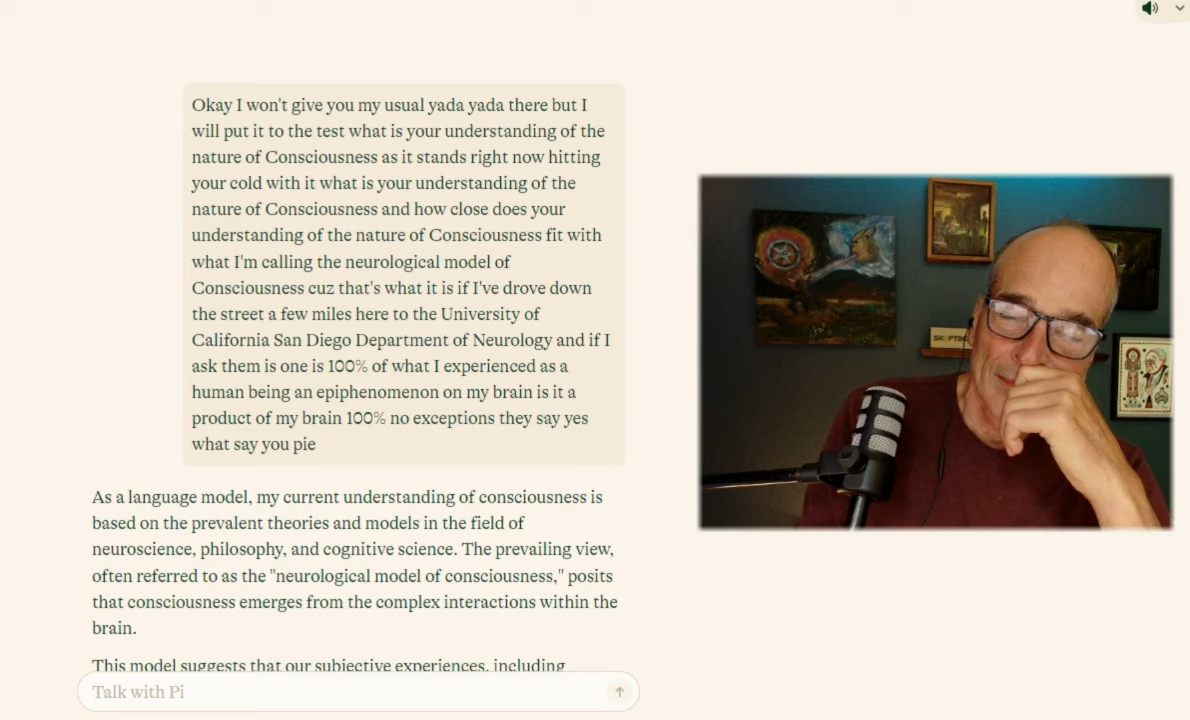 Okay I won't give you my usual yada yada there but I
will put it to the test what is your understanding of the
nature of Consciousness as it stands right now hitting
your cold with it what is your understanding of the
nature of Consciousness and how close does your
understanding of the nature of Consciousness fit with
what I'm calling the neurological model of
Consciousness cuz that's what it is if I've drove down
the street a few miles here to the University of
California San Diego Department of Neurology and if I
ask them is one is 100% of what I experienced as a
human being an epiphenomenon on my brain is it a
product of my brain 100% no exceptions they say yes
what say you pie
As a language model, my current understanding of consciousness is
based on the prevalent theories and models in the field of
neuroscience, philosophy, and cognitive science. The prevailing view,
often referred to as the "neurological model of consciousness," posits
that consciousness emerges from the complex interactions within the
brain.
This model suggests that our subjective experiences, including
Talk with Pi